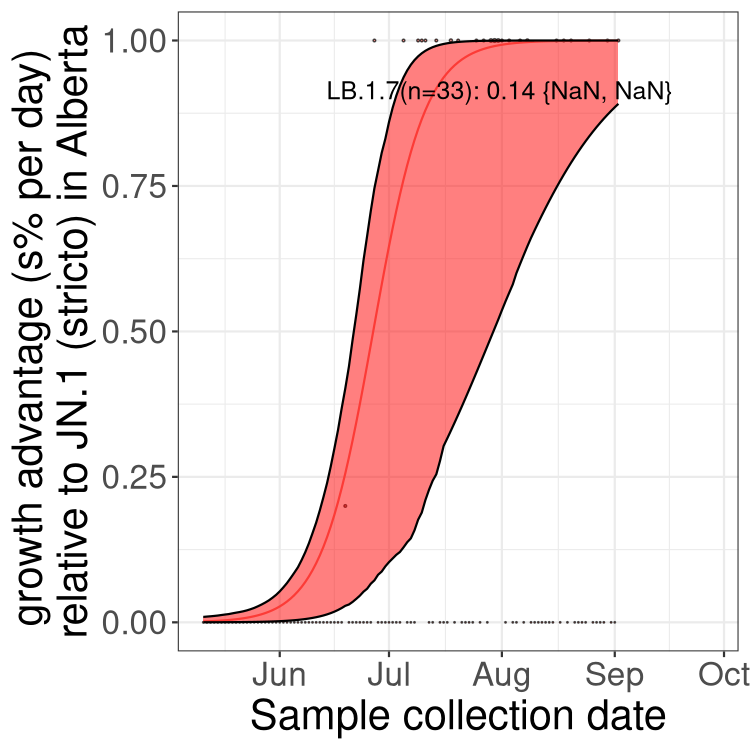 growth advantage (s% per day)
relative to JN.1 (stricto) in Alberta
1.00
0.75
0.50
0.25
0.00
LB.1.7(n=33): 0.14 {NaN, NaN}
Jun Jul Aug Sep Oct
Sample collection date